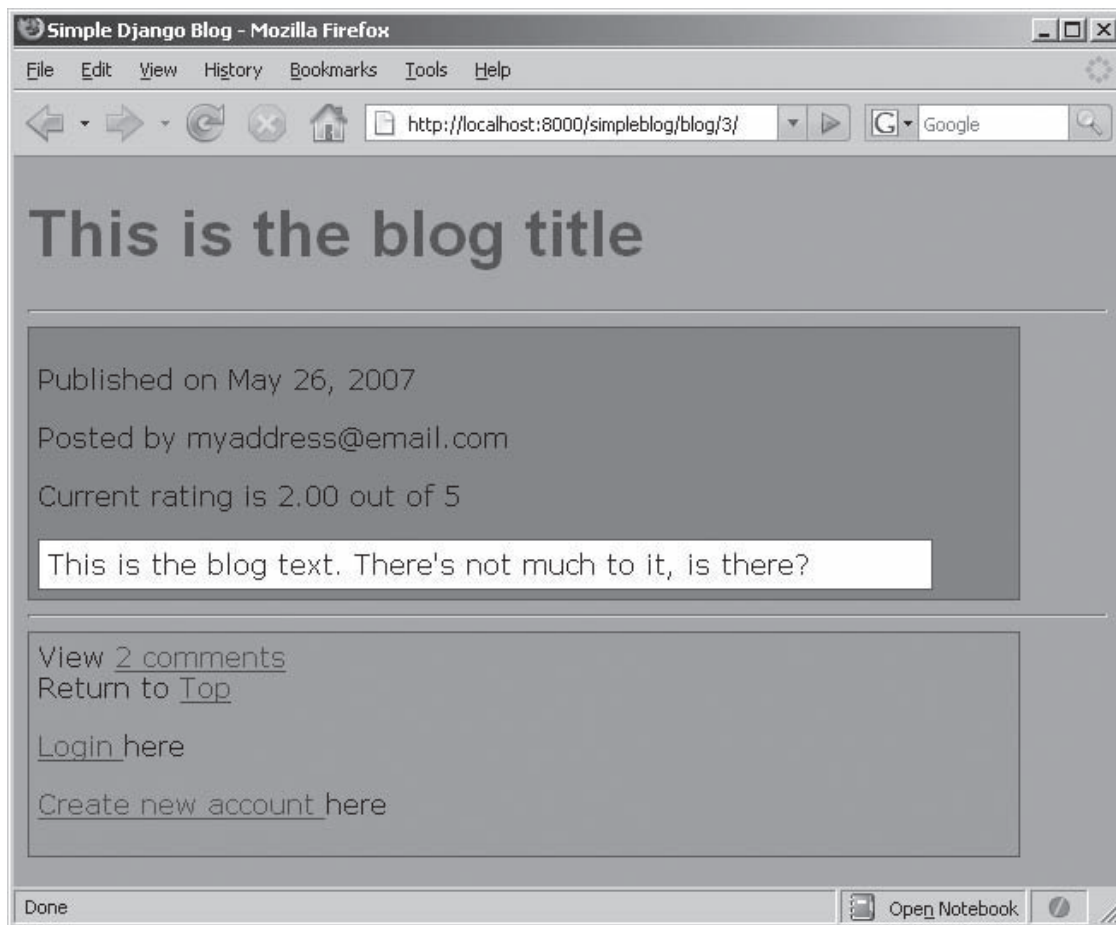 Simple Django Blog - Mozilla Firefox
File Edit View History Bookmarks Tools Help
http://localhost:8000/simpleblog/blog/3/ G Google
This is the blog title
Published on May 26, 2007
Posted by myaddress@email.com
Current rating is 2.00 out of 5
This is the blog text. There's not much to it, is there?
View 2 comments
Return to Top
Login here
Create new account here
Done Open Notebook